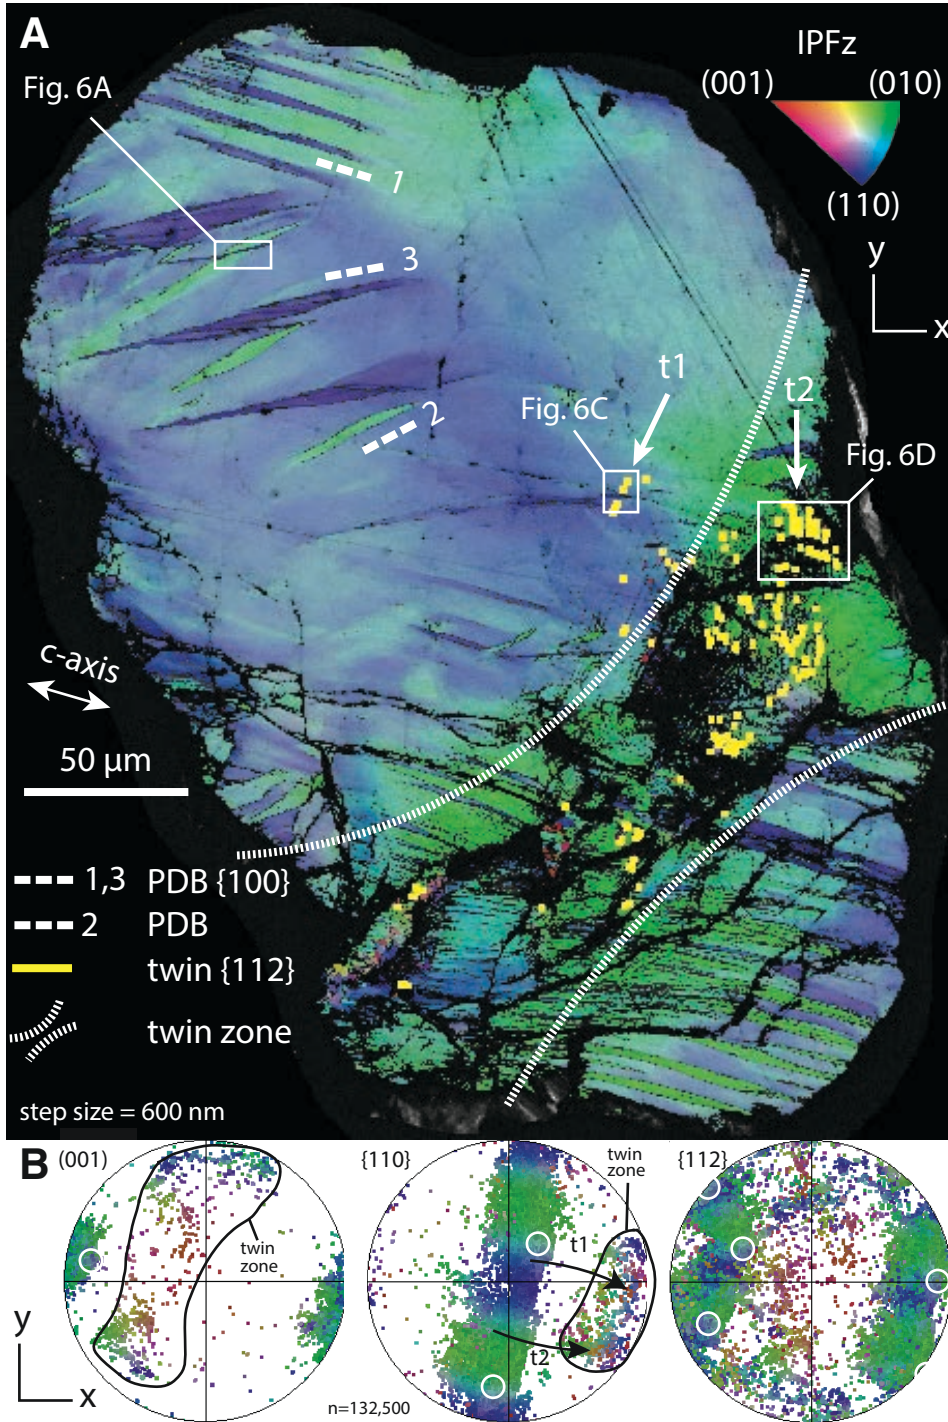 A
IPFz
Fig. 6A
(001)
(010)
(110)
1
y
x
3
t1
t2
2
Fig. 6C
Fig. 6D
c-axis
50 µm
1,3 PDB {100}
2 PDB
twin {112}
twin zone
step size = 600 nm
B
(001)
{110}
twin
zone
{112}
twin
zone
t1
t2
y
x
n=132,500